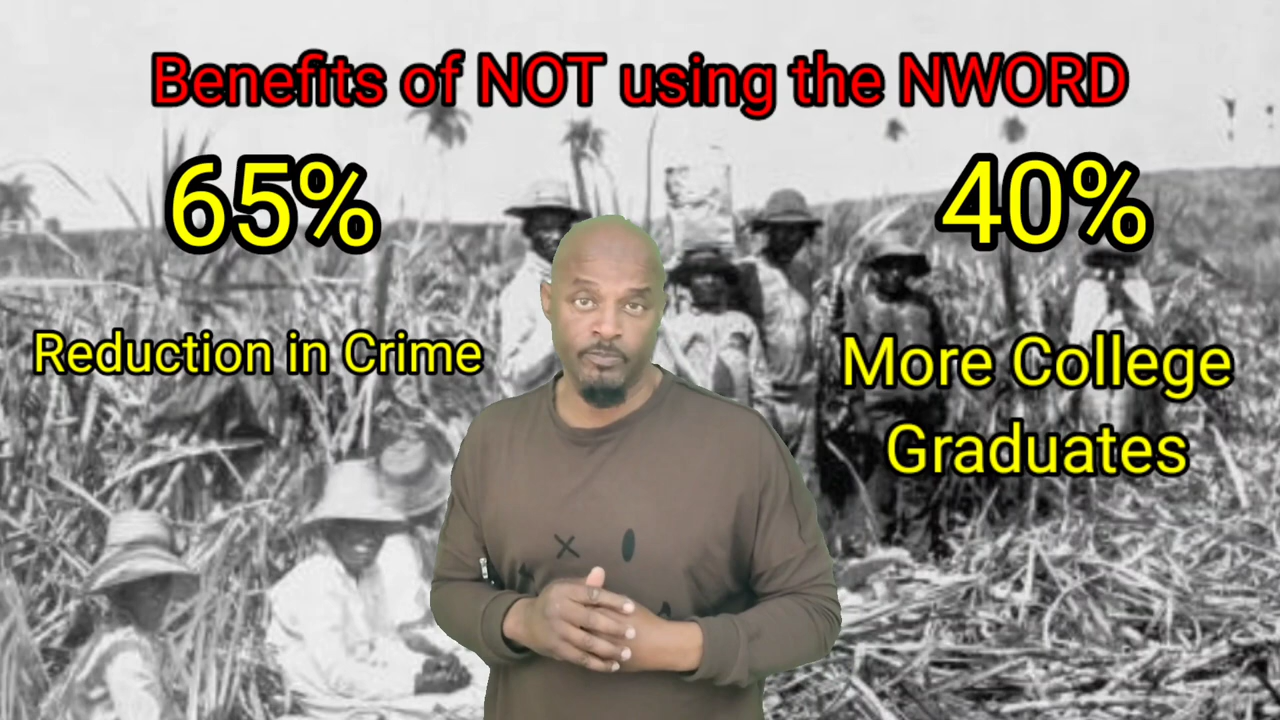 Benefits of NOT using the NWORD
65%
40%
Reduction in Crime
More College
Graduates